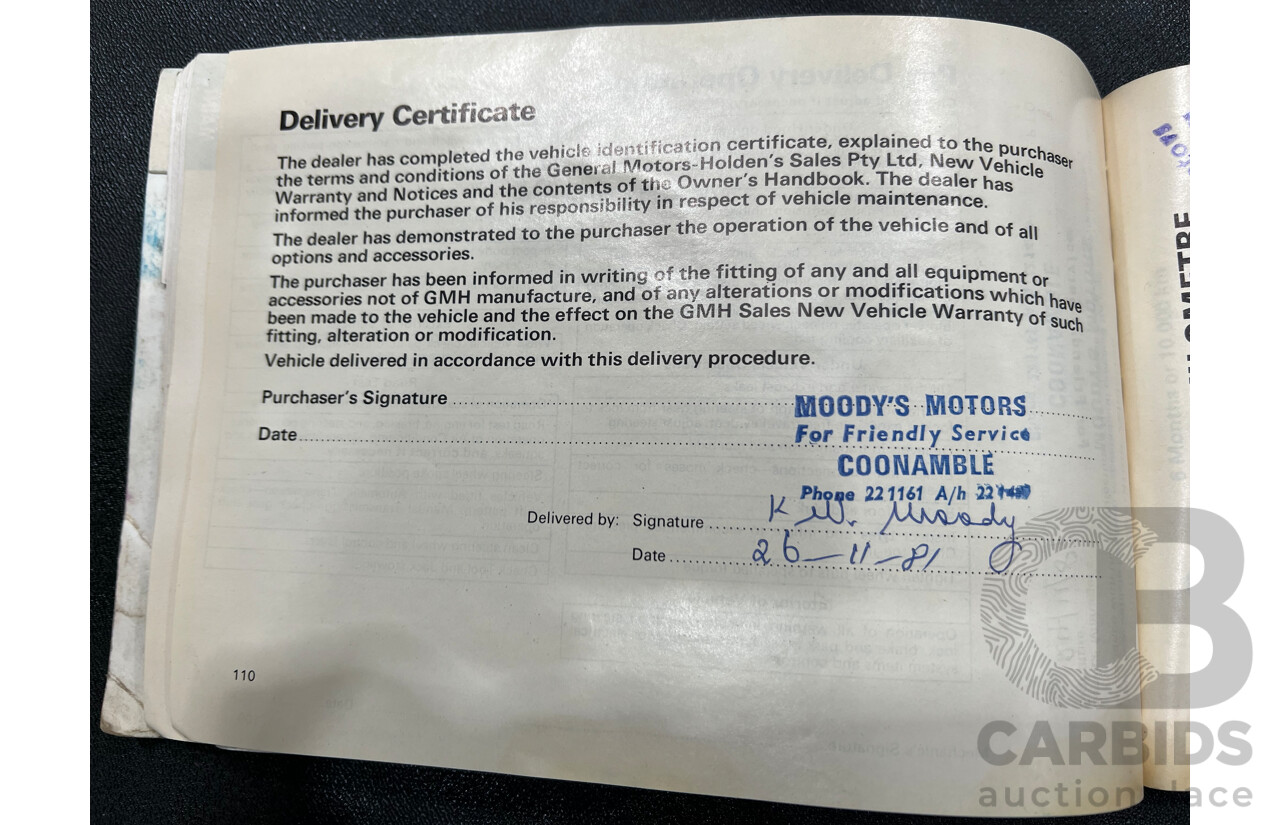 Delivery Certificate
The dealer has completed the vehicle identification certificate, explained to the purchaser
the terms and conditions of the General Motors-Holden's Sales Pty Ltd, New Vehicle
Warranty and Notices and the contents of the Owner's Handbook. The dealer has
informed the purchaser of his responsibility in respect of vehicle maintenance.
The dealer has demonstrated to the purchaser the operation of the vehicle and of all
options and accessories.
The purchaser has been informed in writing of the fitting of any and all equipment or
accessories not of GMH manufacture, and of any alterations or modifications which have
been made to the vehicle and the effect on the GMH Sales New Vehicle Warranty of such
fitting, alteration or modification.
Vehicle delivered in accordance with this delivery procedure.
Purchaser's Signature
Date
MOODY'S MOTORS
For Friendly Service
COONAMBLE
Phone 221161 A/h
Delivered by: Signature K W. Moody
Date 26-11-81
110
CB
CARBIDS
auction place